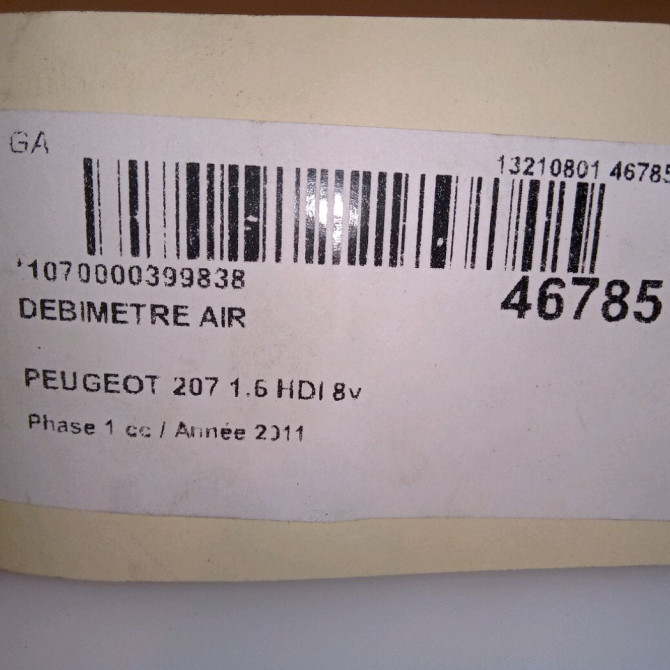 GA
13210801 46785
*1070000399838
46785
DEBIMETRE AIR
PEUGEOT 207 1.6 HDI 8v
Phase 1 cc / Année 2011